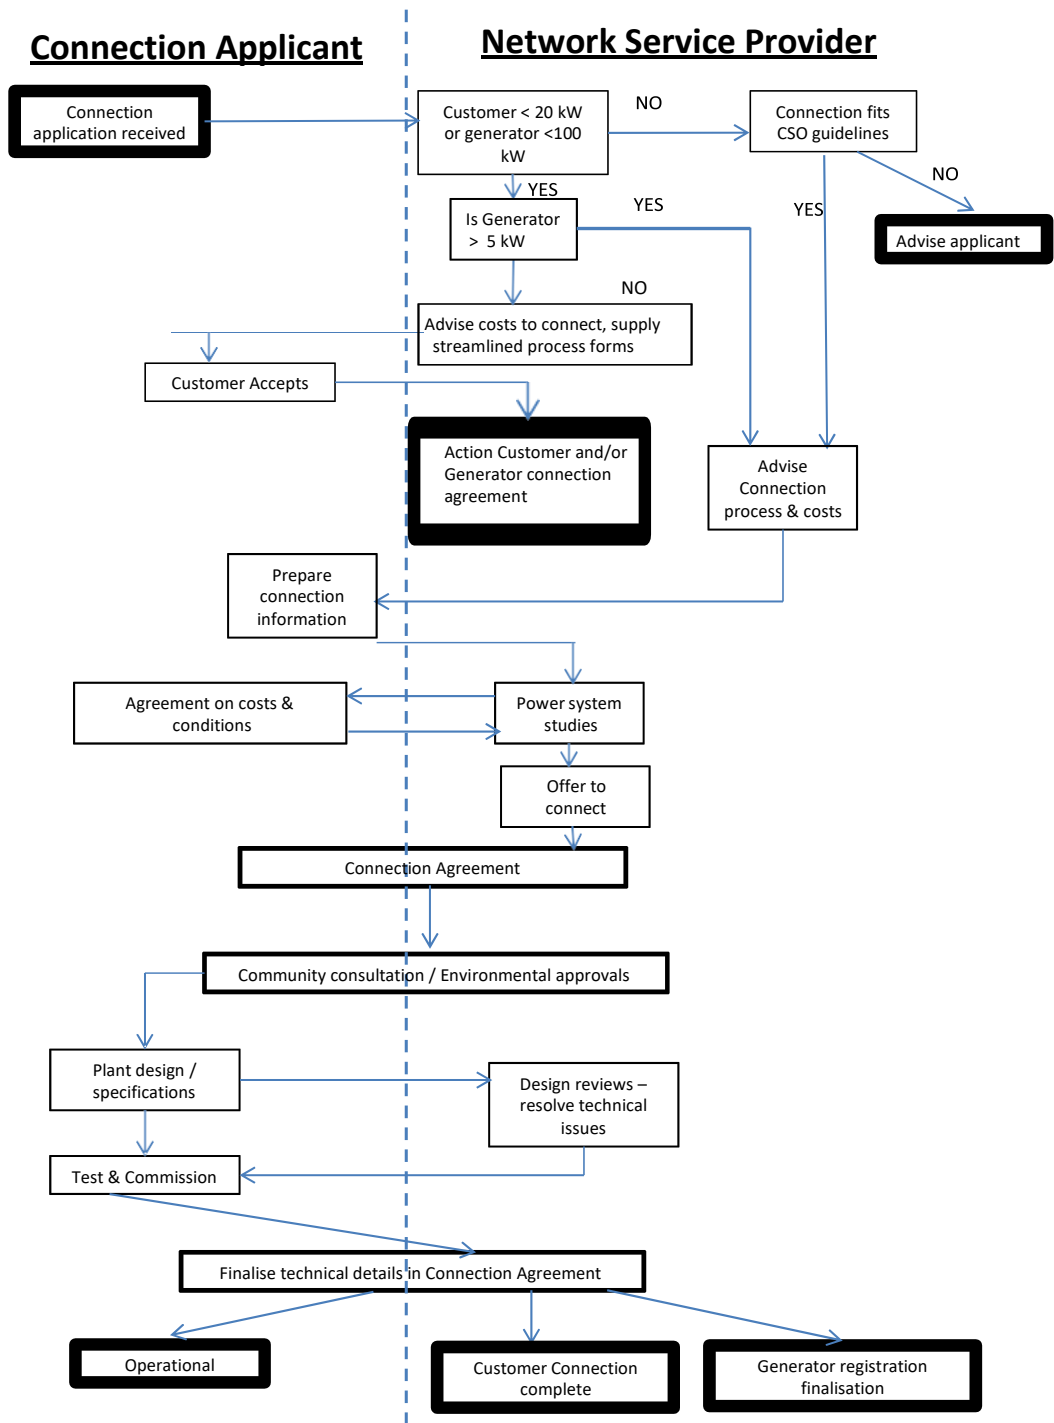 Connection Applicant
Network Service Provider
Connection
application received
Customer < 20 kW
or generator <100
kW
NO
Connection fits
CSO guidelines
YES
NO
Is Generator
> 5 kW
YES
YES
Advise applicant
NO
Advise costs to connect, supply
streamlined process forms
Customer Accepts
Action Customer and/or
Generator connection
agreement
Advise
Connection
process & costs
Prepare
connection
information
Agreement on costs &
conditions
Power system
studies
Offer to
connect
Connection Agreement
Community consultation / Environmental approvals
Plant design /
specifications
Design reviews –
resolve technical
issues
Test & Commission
Finalise technical details in Connection Agreement
Operational
Customer Connection
complete
Generator registration
finalisation